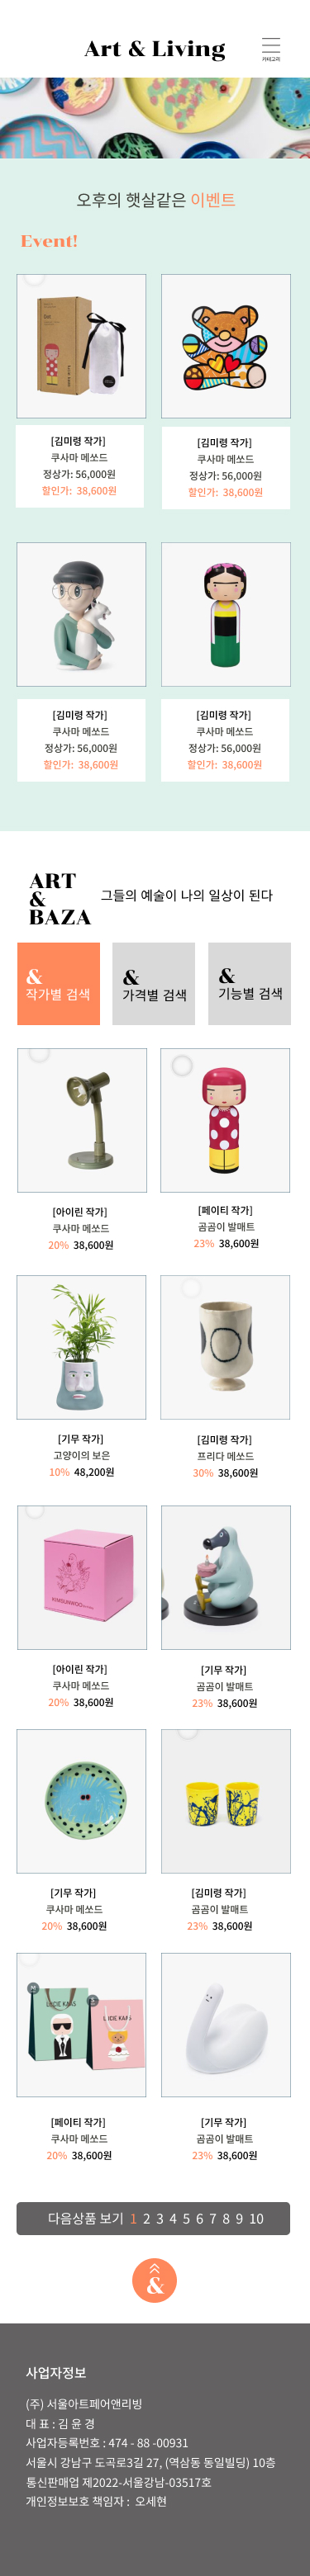 Art & Living
카테고리
오후의 햇살같은 이벤트
Event!
[김미령 작가]
쿠사마 메쏘드
정상가: 56,000원
할인가: 38,600원
[김미령 작가]
쿠사마 메쏘드
정상가: 56,000원
할인가: 38,600원
[김미령 작가]
쿠사마 메쏘드
정상가: 56,000원
할인가: 38,600원
[김미령 작가]
쿠사마 메쏘드
정상가: 56,000원
할인가: 38,600원
ART
&
BAZA
그들의 예술이 나의 일상이 된다
&
작가별 검색
&
가격별 검색
&
기능별 검색
[아이린 작가]
쿠사마 메쏘드
20% 38,600원
[페이티 작가]
곰곰이 발매트
23% 38,600원
[기무 작가]
고양이의 보은
10% 48,200원
[김미령 작가]
프리다 메쏘드
30% 38,600원
KIMSUNWOO
[아이린 작가]
쿠사마 메쏘드
20% 38,600원
[기무 작가]
곰곰이 발매트
23% 38,600원
[기무 작가]
쿠사마 메쏘드
20% 38,600원
[김미령 작가]
곰곰이 발매트
23% 38,600원
LUCIE KAAS
LUCIE KAAS
[페이티 작가]
쿠사마 메쏘드
20% 38,600원
[기무 작가]
곰곰이 발매트
23% 38,600원
다음상품 보기 1 2 3 4 5 6 7 8 9 10
&
사업자정보
(주) 서울아트페어앤리빙
대 표 : 김 윤 경
사업자등록번호 : 474 - 88 -00931
서울시 강남구 도곡로3길 27, (역삼동 동일빌딩) 10층
통신판매업 제2022-서울강남-03517호
개인정보보호 책임자 : 오세현